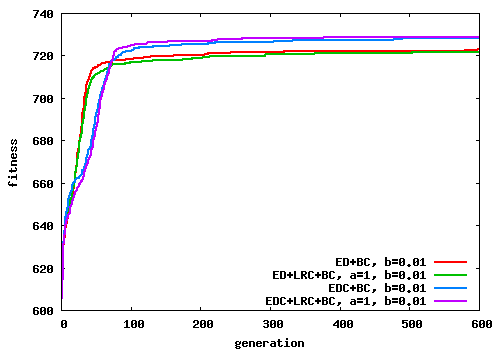 740
720
700
680
660
640
620
600
fitness
ED+BC, b=0.01
ED+LRC+BC, a=1, b=0.01
EDC+BC, b=0.01
EDC+LRC+BC, a=1, b=0.01
0 100 200 300 400 500 600
generation